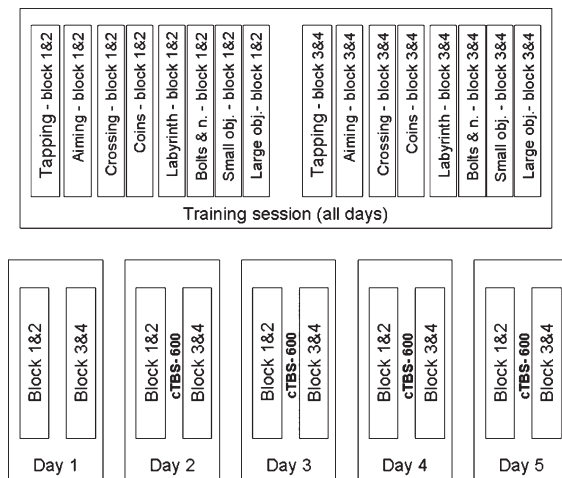 Tapping - block 1&2
Aiming - block 1&2
Crossing - block 1&2
Coins - block 1&2
Labyrinth - block 1&2
Bolts & n. - block 1&2
Small obj. - block 1&2
Large obj.- block 1&2
Tapping - block 3&4
Aiming - block 3&4
Crossing - block 3&4
Coins - block 3&4
Labyrinth - block 3&4
Bolts & n. - block 3&4
Small obj. - block 3&4
Large obj.- block 3&4
Training session (all days)
Block 1&2
Block 3&4
Day 1
Block 1&2
cTBS- 600
Block 3&4
Day 2
Block 1&2
cTBS- 600
Block 3&4
Day 3
Block 1&2
cTBS- 600
Block 3&4
Day 4
Block 1&2
cTBS- 600
Block 3&4
Day 5